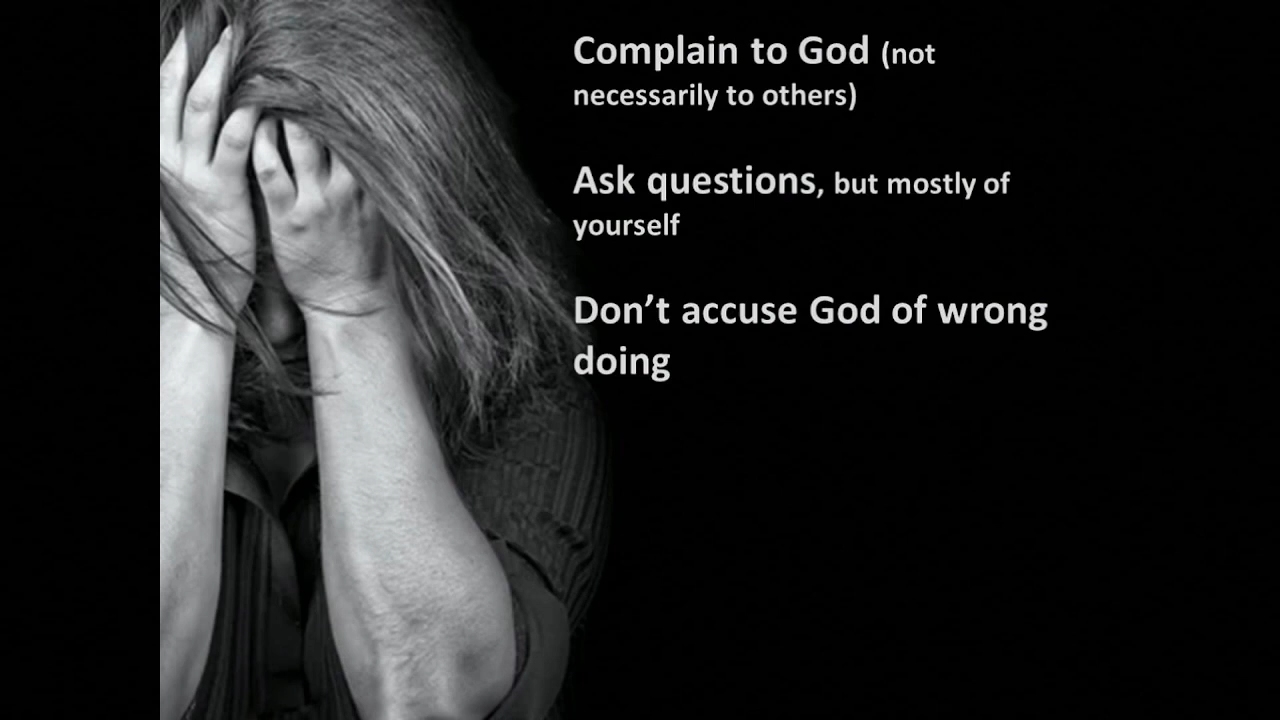 Complain to God (not
necessarily to others)
Ask questions, but mostly of
yourself
Don’t accuse God of wrong
doing